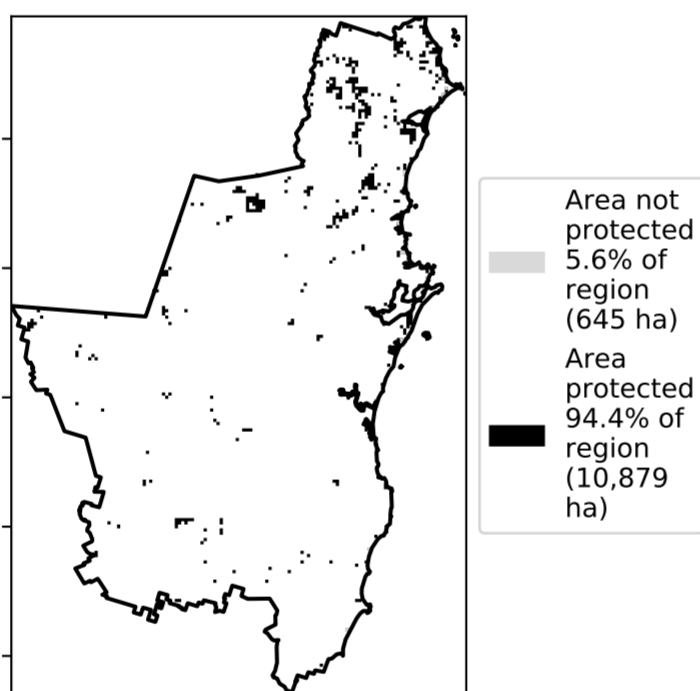 Area not
protected
5.6% of
region
(645 ha)
Area
protected
94.4% of
region
(10,879
ha)